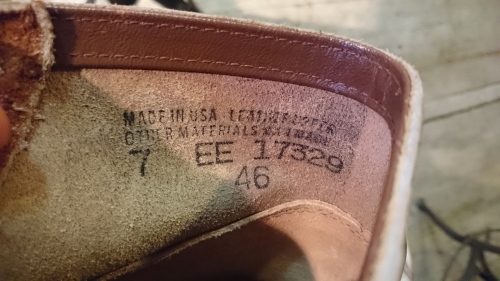 MADE IN USA LEATHER UPPER
OTHER MATERIALS
7 EE 17329
46